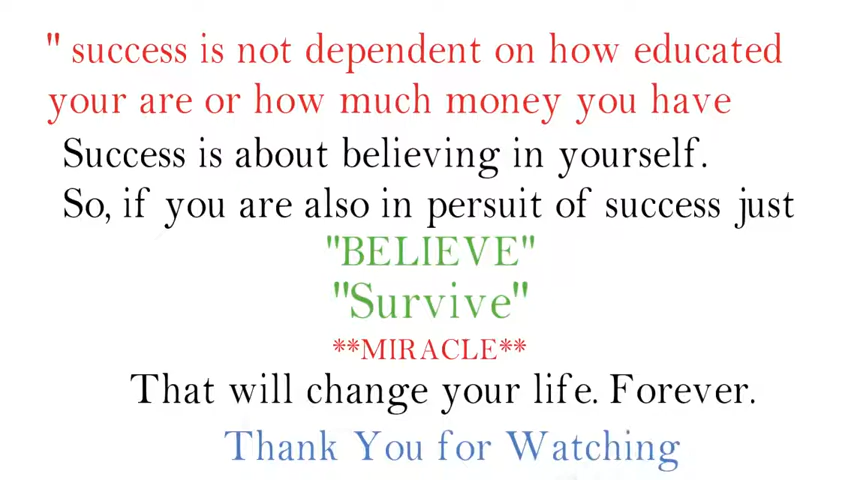 " success is not dependent on how educated
your are or how much money you have
Success is about believing in yourself.
So, if you are also in persuit of success just
"BELIEVE"
"Survive"
**MIRACLE**
That will change your life. Forever.
Thank You for Watching